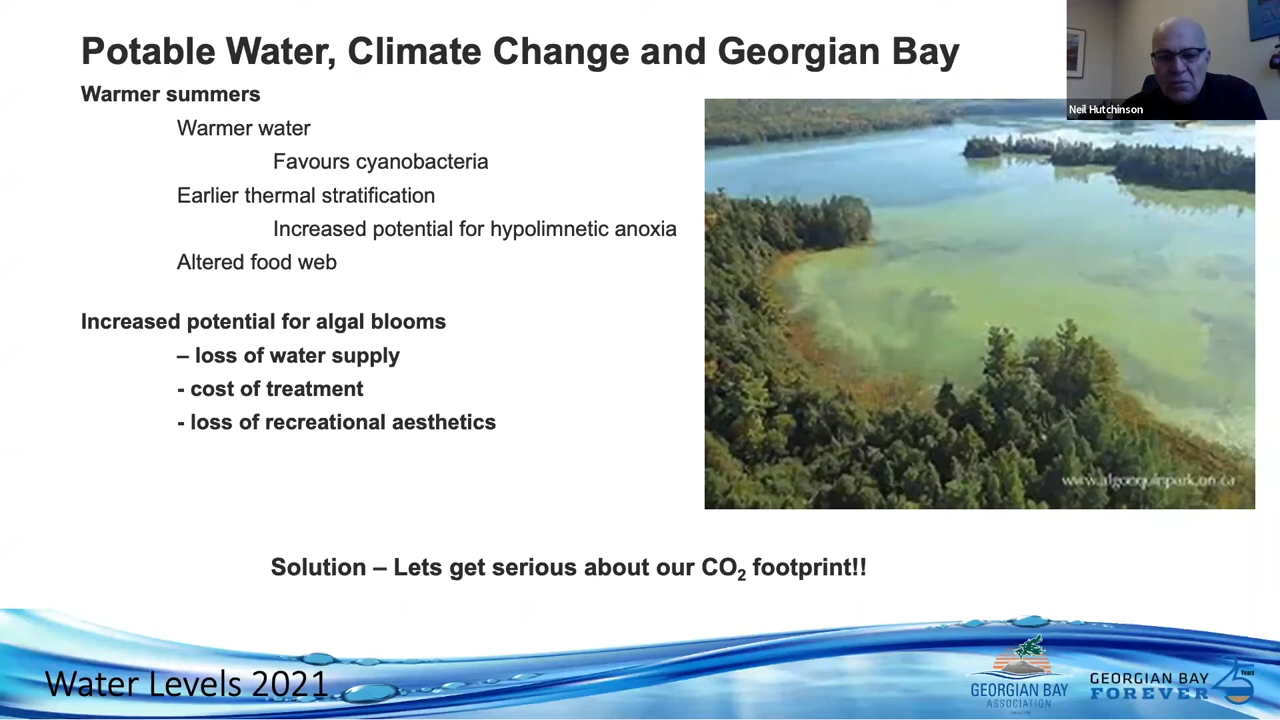 Potable Water, Climate Change and Georgian Bay
Neil Hutchinson
Warmer summers
Warmer water
Favours cyanobacteria
Earlier thermal stratification
Increased potential for hypolimnetic anoxia
Altered food web
Increased potential for algal blooms
– loss of water supply
- cost of treatment
- loss of recreational aesthetics
www.algonquinpark.on.ca
Solution – Lets get serious about our CO₂ footprint!!
Water Levels 2021
GEORGIAN BAY
ASSOCIATION
GEORGIAN BAY
FOREVER
25
Years